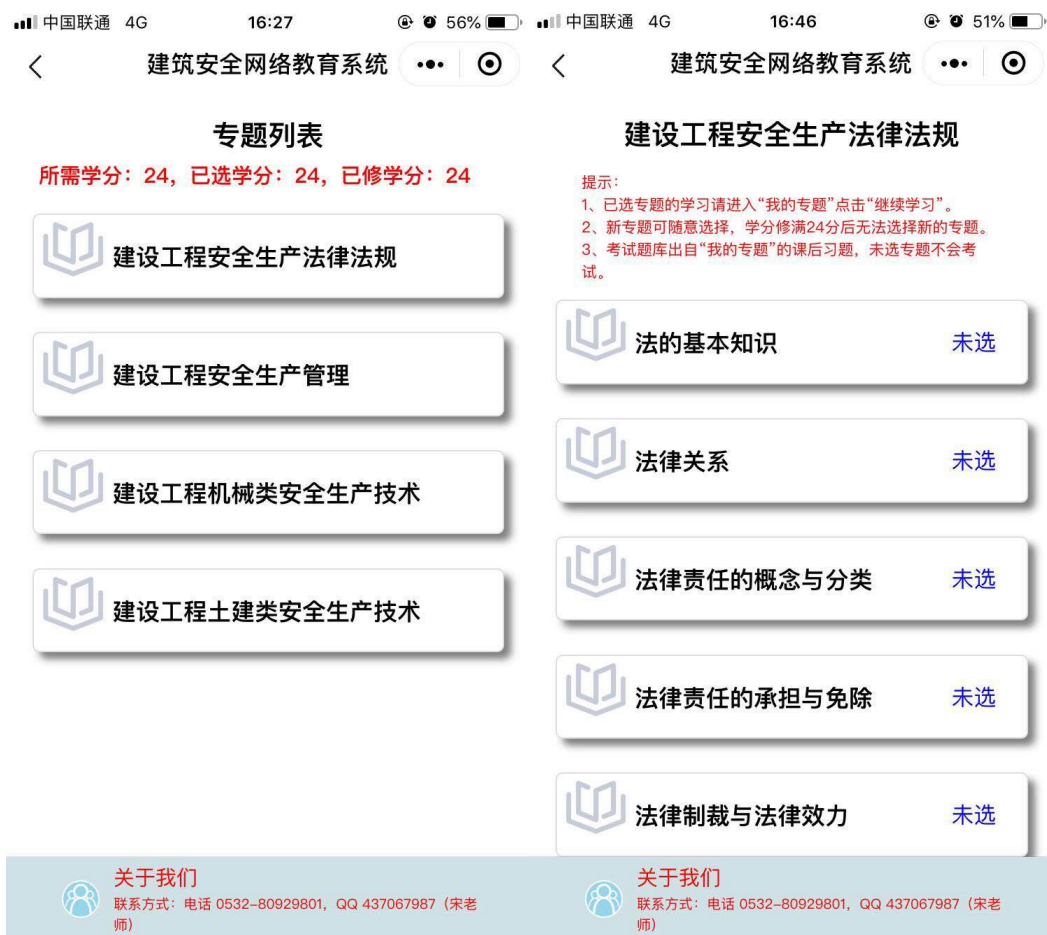 中国联通 4G 16:27 56%
建筑安全网络教育系统
专题列表
所需学分：24，已选学分：24，已修学分：24
建设工程安全生产法律法规
建设工程安全生产管理
建设工程机械类安全生产技术
建设工程土建类安全生产技术
关于我们
联系方式：电话 0532-80929801，QQ 437067987（宋老
师）
中国联通 4G 16:46 51%
建筑安全网络教育系统
建设工程安全生产法律法规
提示：
1、已选专题的学习请进入“我的专题”点击“继续学习”。
2、新专题可随意选择，学分修满24分后无法选择新的专题。
3、考试题库出自“我的专题”的课后习题，未选专题不会考
试。
法的基本知识 未选
法律关系 未选
法律责任的概念与分类 未选
法律责任的承担与免除 未选
法律制裁与法律效力 未选
关于我们
联系方式：电话 0532-80929801，QQ 437067987（宋老
师）